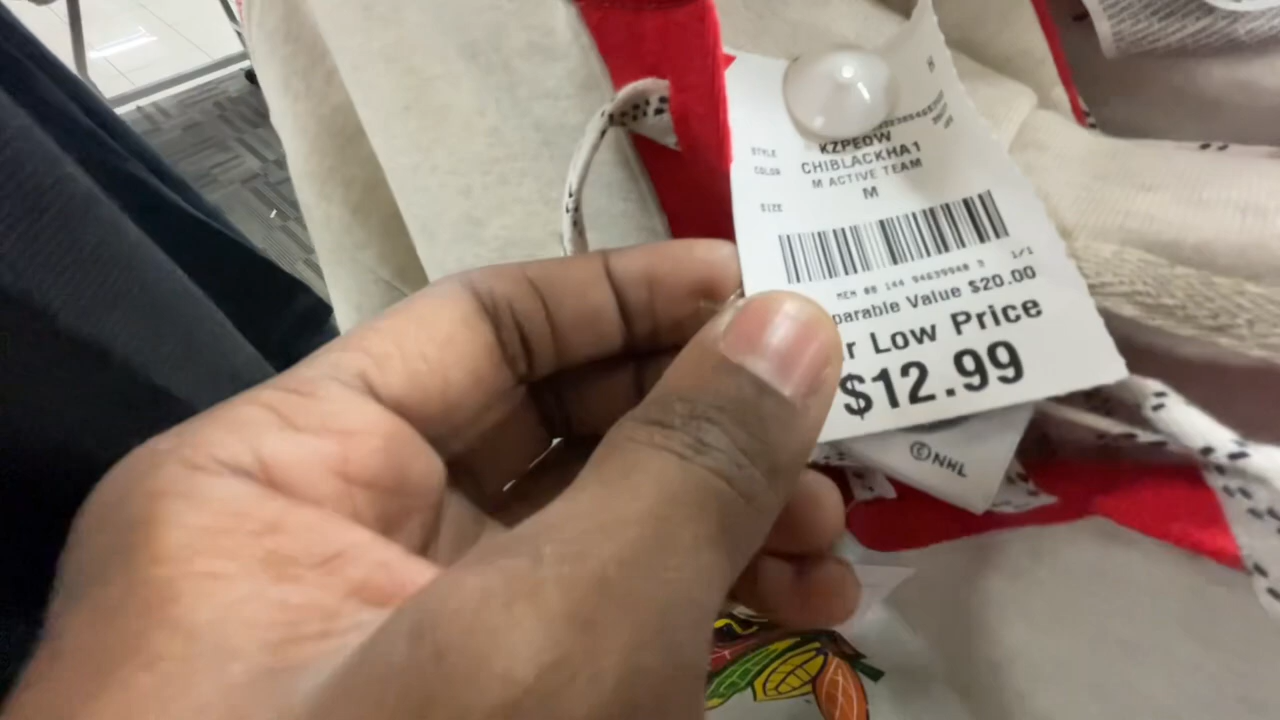 KZPEOW
STYLE
COLOR CHIBLACKHA1
M ACTIVE TEAM
SIZE M
1/1
parable Value $20.00
r Low Price
$12.99
©NHL